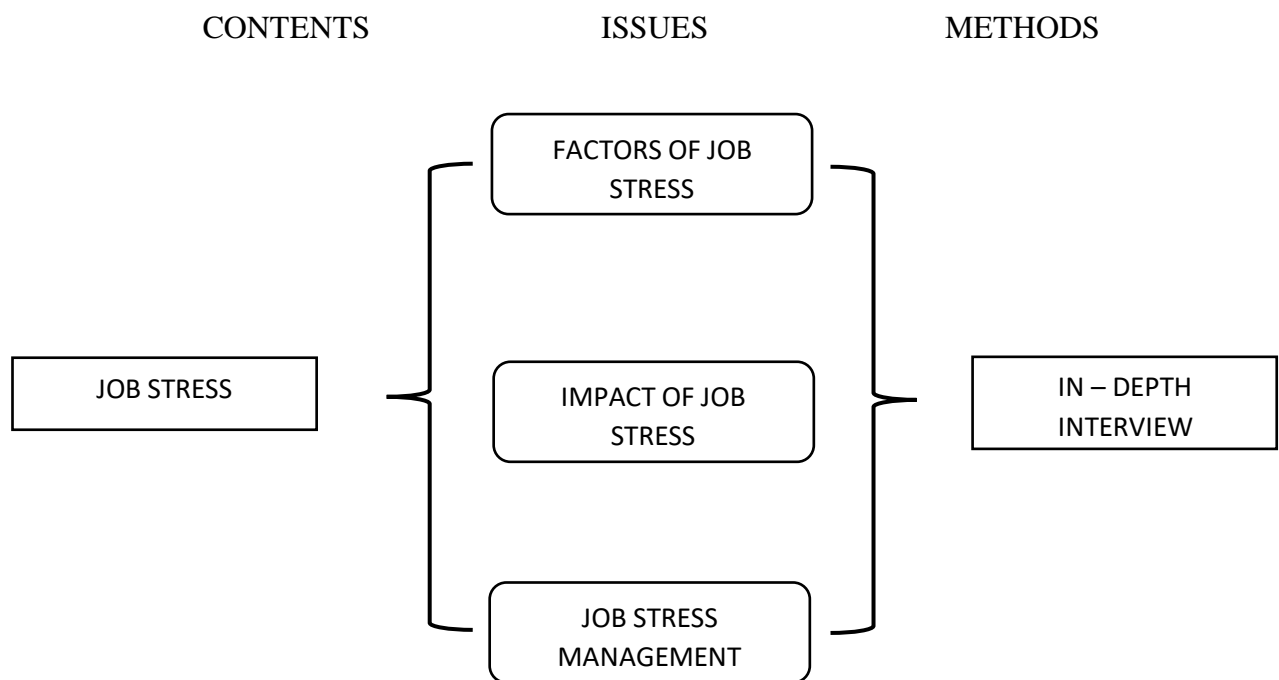 CONTENTS ISSUES METHODS
FACTORS OF JOB
STRESS
JOB STRESS
IMPACT OF JOB
STRESS
IN – DEPTH
INTERVIEW
JOB STRESS
MANAGEMENT